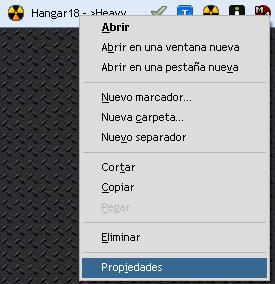 Hangar18 - >Heavy
Abrir
Abrir en una ventana nueva
Abrir en una pestaña nueva
Nuevo marcador...
Nueva carpeta...
Nuevo separador
Cortar
Copiar
Pegar
Eliminar
Propiedades